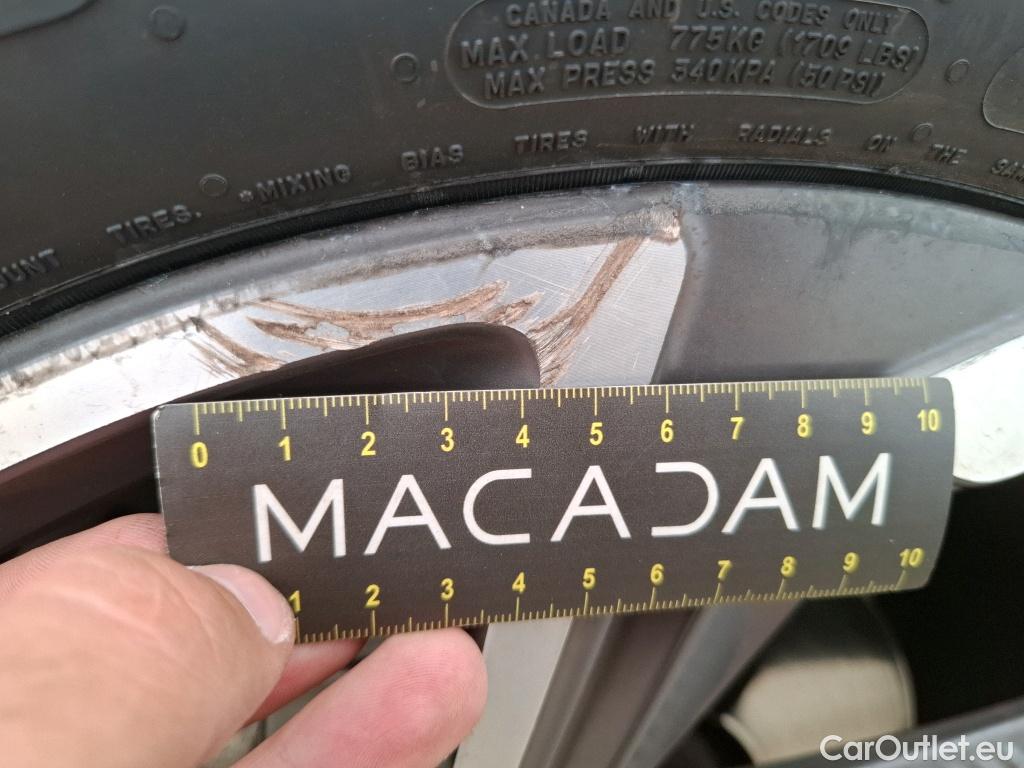 CANADA AND U.S. CODES ONLY
MAX. LOAD 775KG (1709 LBS)
MAX PRESS 340KPA (50PSI)
TIRES. *MIXING BIAS TIRES WITH RADIALS ON THE
0 1 2 3 4 5 6 7 8 9 10
MACADAM
1 2 3 4 5 6 7 8 9 10
CarOutlet.eu